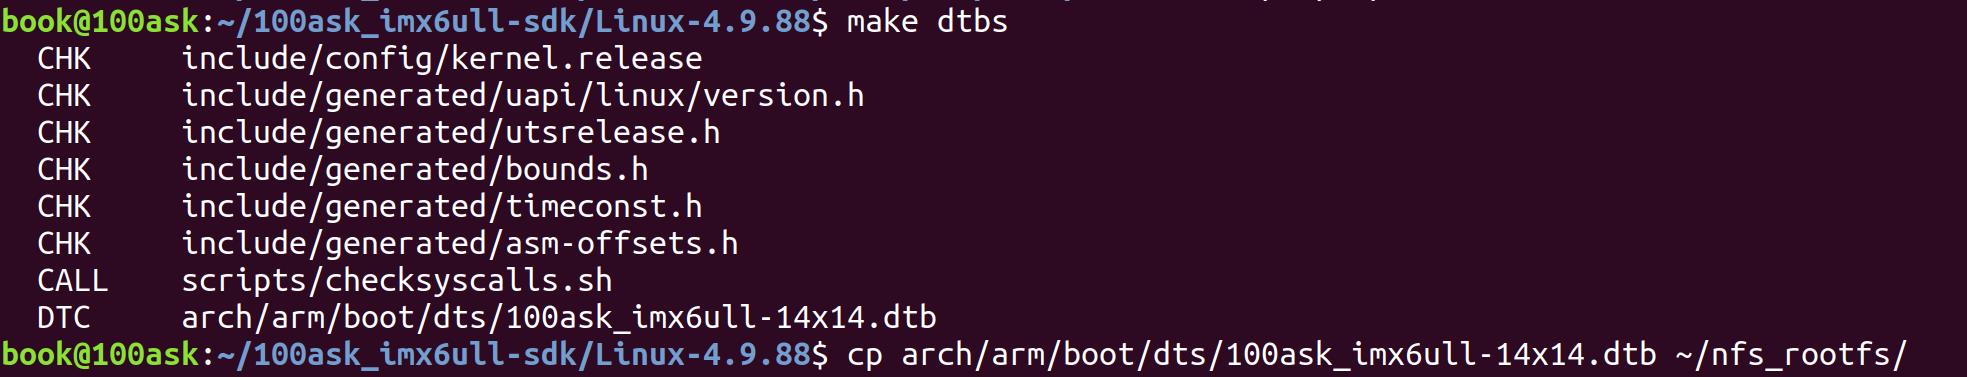 book@100ask:~/100ask_imx6ull-sdk/Linux-4.9.88$ make dtbs
CHK     include/config/kernel.release
CHK     include/generated/uapi/linux/version.h
CHK     include/generated/utsrelease.h
CHK     include/generated/bounds.h
CHK     include/generated/timeconst.h
CHK     include/generated/asm-offsets.h
CALL    scripts/checksyscalls.sh
DTC     arch/arm/boot/dts/100ask_imx6ull-14x14.dtb
book@100ask:~/100ask_imx6ull-sdk/Linux-4.9.88$ cp arch/arm/boot/dts/100ask_imx6ull-14x14.dtb ~/nfs_rootfs/